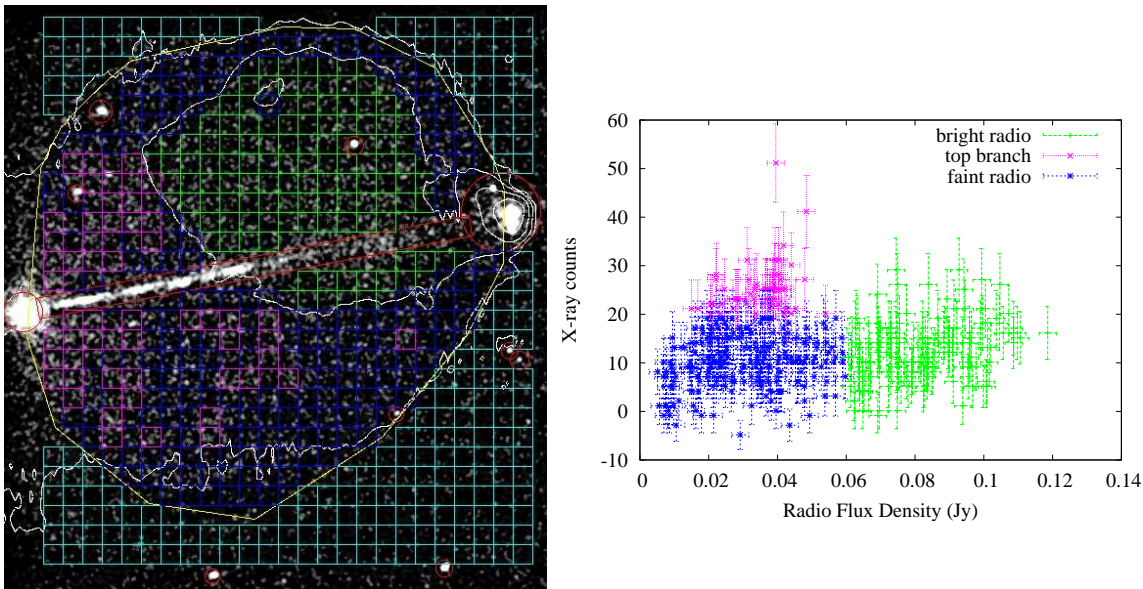 60
50
40
30
20
10
0
-10
X-ray counts
bright radio
top branch
faint radio
0 0.02 0.04 0.06 0.08 0.1 0.12 0.14
Radio Flux Density (Jy)